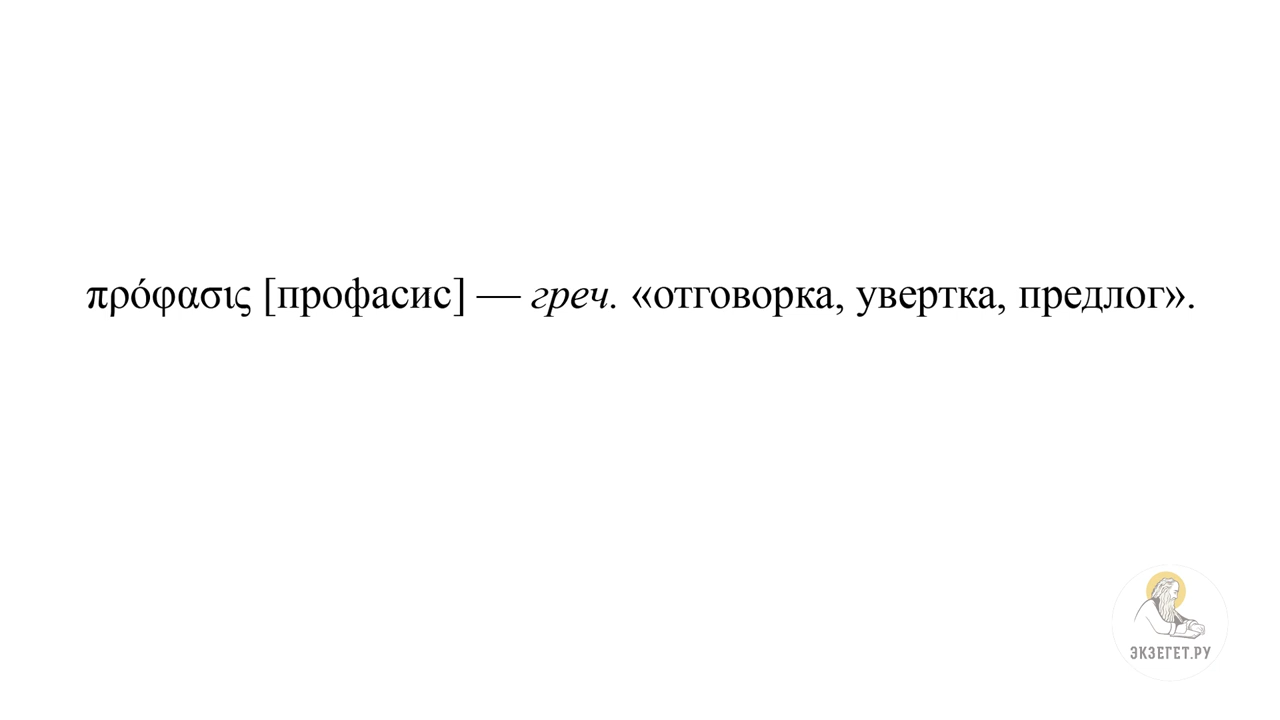 πρόφασις [профасис] — греч. «отговорка, увертка, предлог».
ЭКЗЕГЕТ.РУ